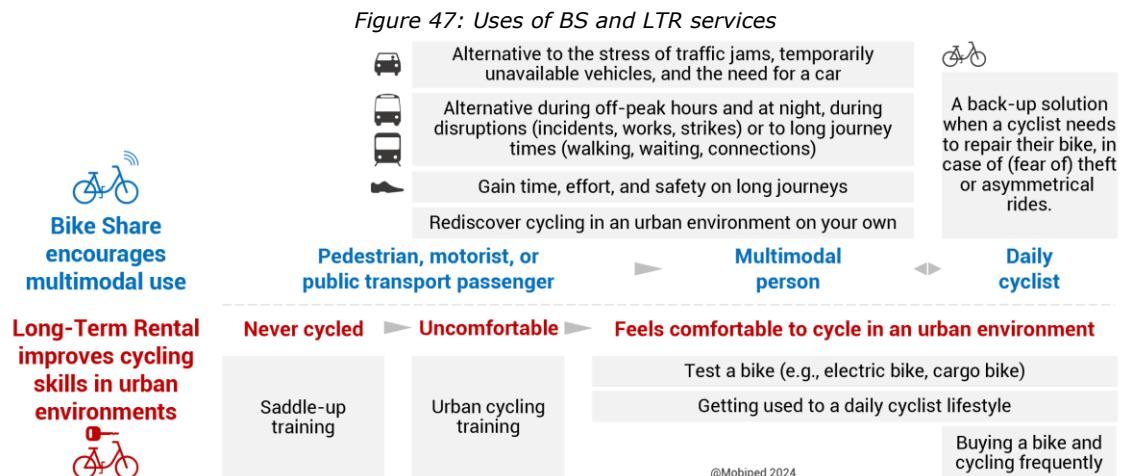 Figure 47: Uses of BS and LTR services
Alternative to the stress of traffic jams, temporarily
unavailable vehicles, and the need for a car
Alternative during off-peak hours and at night, during
disruptions (incidents, works, strikes) or to long journey
times (walking, waiting, connections)
Gain time, effort, and safety on long journeys
Rediscover cycling in an urban environment on your own
A back-up solution
when a cyclist needs
to repair their bike, in
case of (fear of) theft
or asymmetrical
rides.
Bike Share
encourages
multimodal use
Pedestrian, motorist, or
public transport passenger
Multimodal
person
Daily
cyclist
Long-Term Rental
improves cycling
skills in urban
environments
Never cycled
Uncomfortable
Feels comfortable to cycle in an urban environment
Saddle-up
training
Urban cycling
training
Test a bike (e.g., electric bike, cargo bike)
Getting used to a daily cyclist lifestyle
Buying a bike and
cycling frequently
@Mobiped 2024